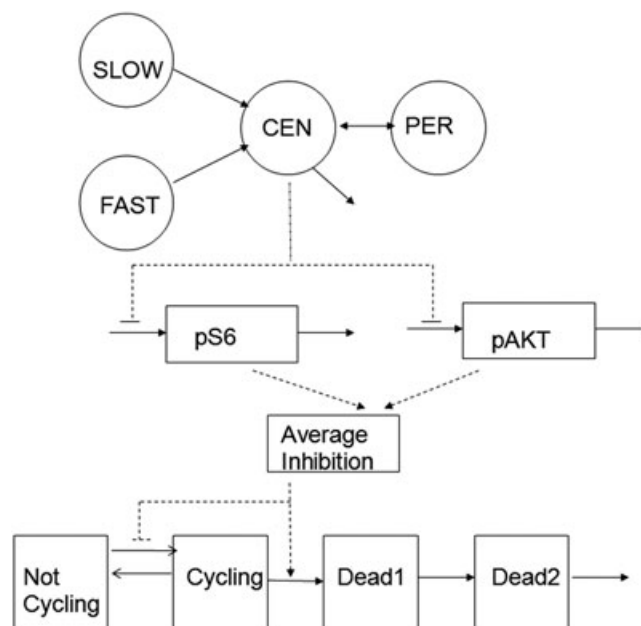 SLOW
CEN
PER
FAST
pS6
pAKT
Average
Inhibition
Not
Cycling
Cycling
Dead1
Dead2